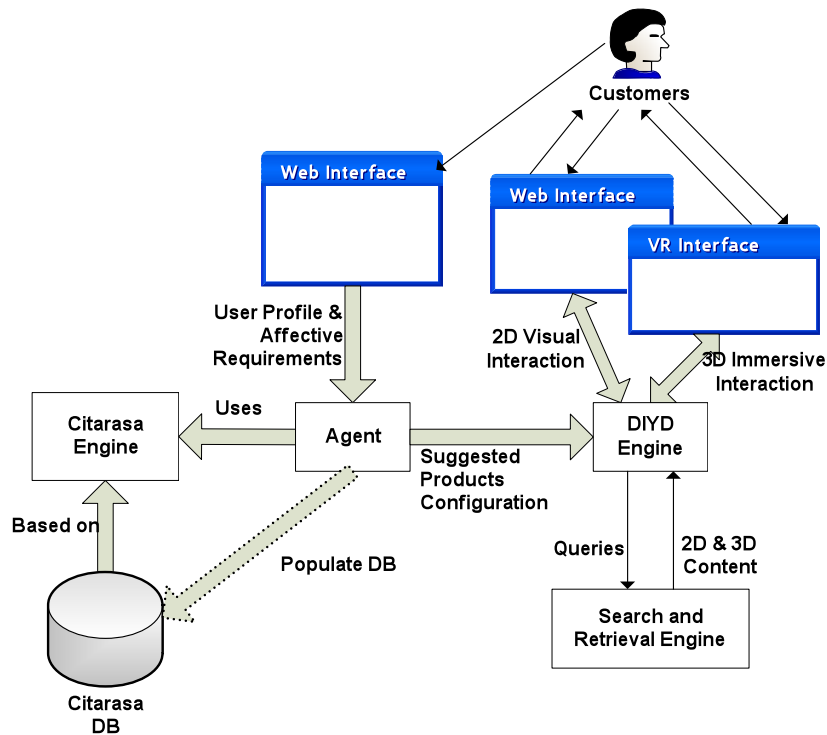 Customers
Web Interface
Web Interface
VR Interface
User Profile &
Affective
Requirements
2D Visual
Interaction
3D Immersive
Interaction
Citarasa
Engine
Uses
Agent
Suggested
Products
Configuration
DIYD
Engine
Based on
Populate DB
Queries
2D & 3D
Content
Search and
Retrieval Engine
Citarasa
DB